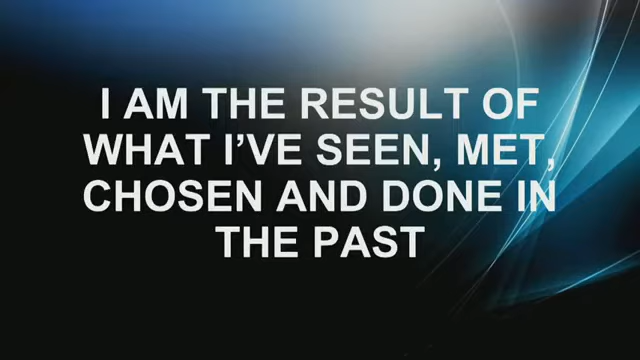 I AM THE RESULT OF
WHAT I’VE SEEN, MET,
CHOSEN AND DONE IN
THE PAST